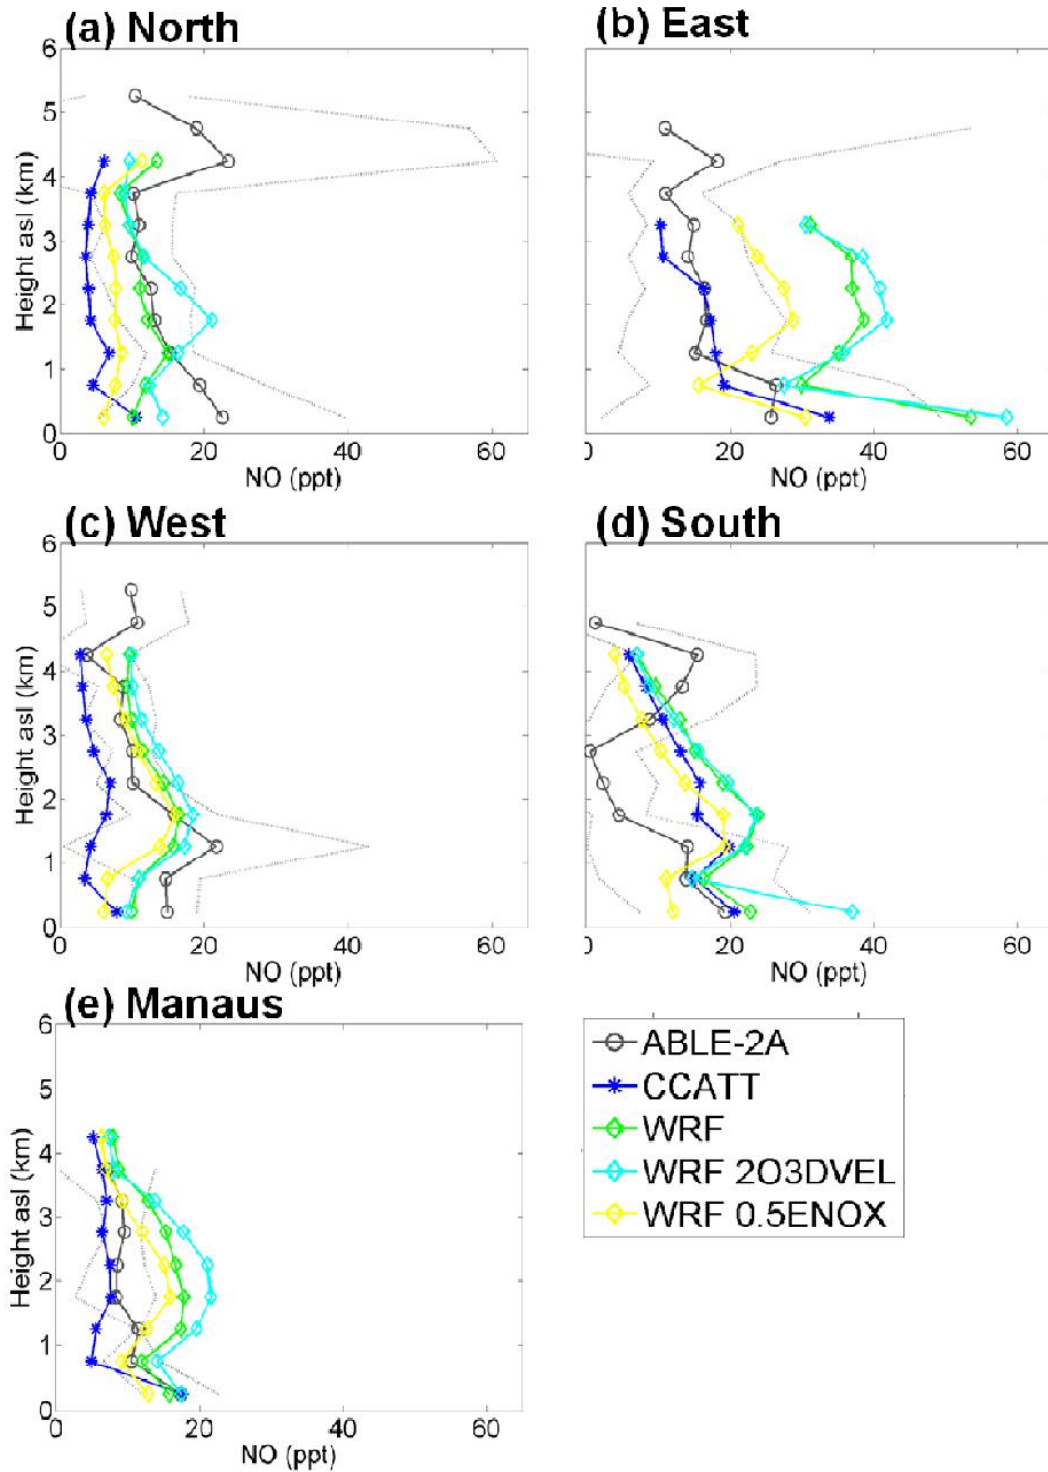 (a) North
6
5
4
3
2
1
0
Height asl (km)
0 20 40 60
NO (ppt)
(b) East
0 20 40 60
NO (ppt)
(c) West
6
5
4
3
2
1
0
Height asl (km)
0 20 40 60
NO (ppt)
(d) South
0 20 40 60
NO (ppt)
(e) Manaus
6
5
4
3
2
1
0
Height asl (km)
0 20 40 60
NO (ppt)
ABLE-2A
CCATT
WRF
WRF 2O3DVEL
WRF 0.5ENOX